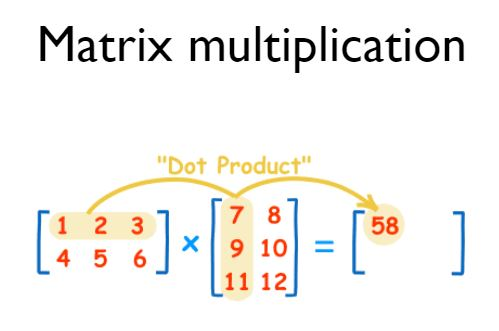 Matrix multiplication
"Dot Product"
1 2 3
4 5 6
×
7 8
9 10
11 12
=
58